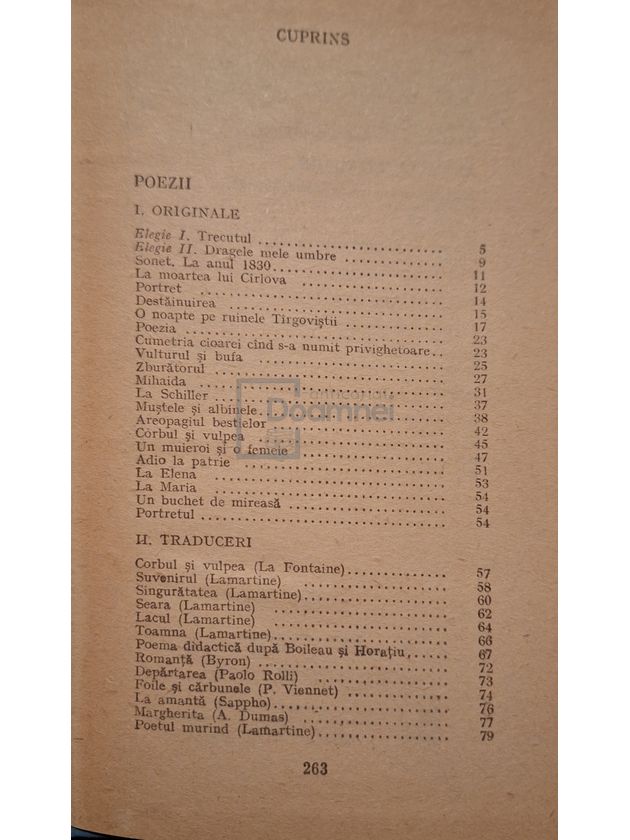 CUPRINS
POEZII
I. ORIGINALE
Elegie I. Trecutul . . . . . . . . . . 5
Elegie II. Dragele mele umbre . . . . . . . . . . 9
Sonet. La anul 1830 . . . . . . . . . . 11
La moartea lui Cîrlova . . . . . . . . . . 12
Portret . . . . . . . . . . 14
Destăinuirea . . . . . . . . . . 15
O noapte pe ruinele Tîrgoviștii . . . . . . . . . . 17
Poezia . . . . . . . . . . 23
Cumetria cioarei cînd s-a numit privighetoare . . 23
Vulturul și bufa . . . . . . . . . . 25
Zburătorul . . . . . . . . . . 27
Mihaida . . . . . . . . . . 31
La Schiller . . . . . . . . . . 37
Muștele și albinele . . . . . . . . . . 38
Areopagul bestielor . . . . . . . . . . 42
Corbul și vulpea . . . . . . . . . . 45
Un muieroi și o femeie . . . . . . . . . . 47
Adio la patrie . . . . . . . . . . 51
La Elena . . . . . . . . . . 53
La Maria . . . . . . . . . . 54
Un buchet de mireasă . . . . . . . . . . 54
Portretul . . . . . . . . . . 54
II. TRADUCERI
Corbul și vulpea (La Fontaine) . . . . . . . . . . 57
Suvenirul (Lamartine) . . . . . . . . . . 58
Singurătatea (Lamartine) . . . . . . . . . . 60
Seara (Lamartine) . . . . . . . . . . 62
Lacul (Lamartine) . . . . . . . . . . 64
Toamna (Lamartine) . . . . . . . . . . 66
Poema didactică după Boileau și Horațiu . . . . 67
Romanță (Byron) . . . . . . . . . . 72
Depărtarea (Paolo Rolli) . . . . . . . . . . 73
Foile și cărbunele (P. Viennet) . . . . . . . . . . 74
La amantă (Sappho) . . . . . . . . . . 76
Margherita (A. Dumas) . . . . . . . . . . 77
Poetul murind (Lamartine) . . . . . . . . . . 79
263
anticariat
Doamnei